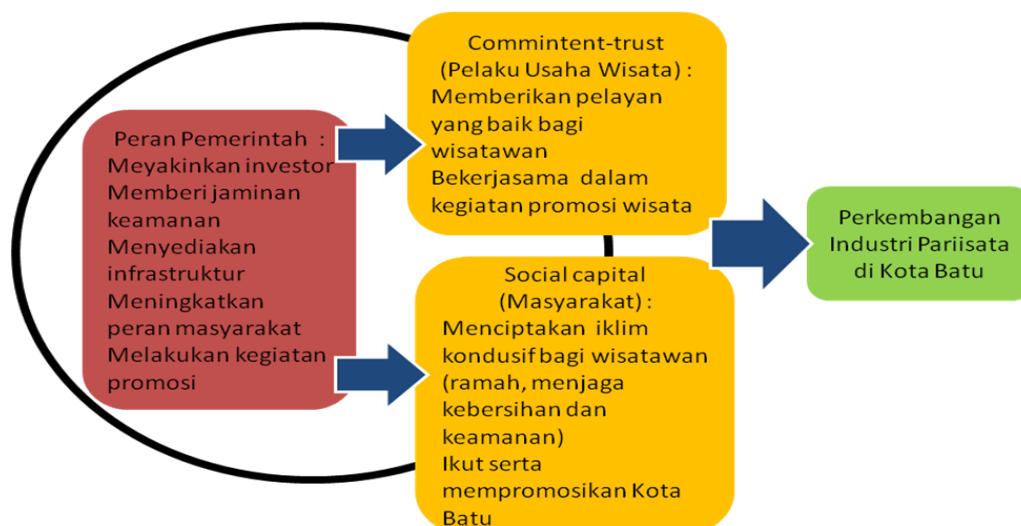 Peran Pemerintah :
Meyakinkan investor
Memberi jaminan
keamanan
Menyediakan
infrastruktur
Meningkatkan
peran masyarakat
Melakukan kegiatan
promosi
Commintent-trust
(Pelaku Usaha Wisata) :
Memberikan pelayan
yang baik bagi
wisatawan
Bekerjasama dalam
kegiatan promosi wisata
Social capital
(Masyarakat) :
Menciptakan iklim
kondusif bagi wisatawan
(ramah, menjaga
kebersihan dan
keamanan)
Ikut serta
mempromosikan Kota
Batu
Perkembangan
Industri Pariisata
di Kota Batu